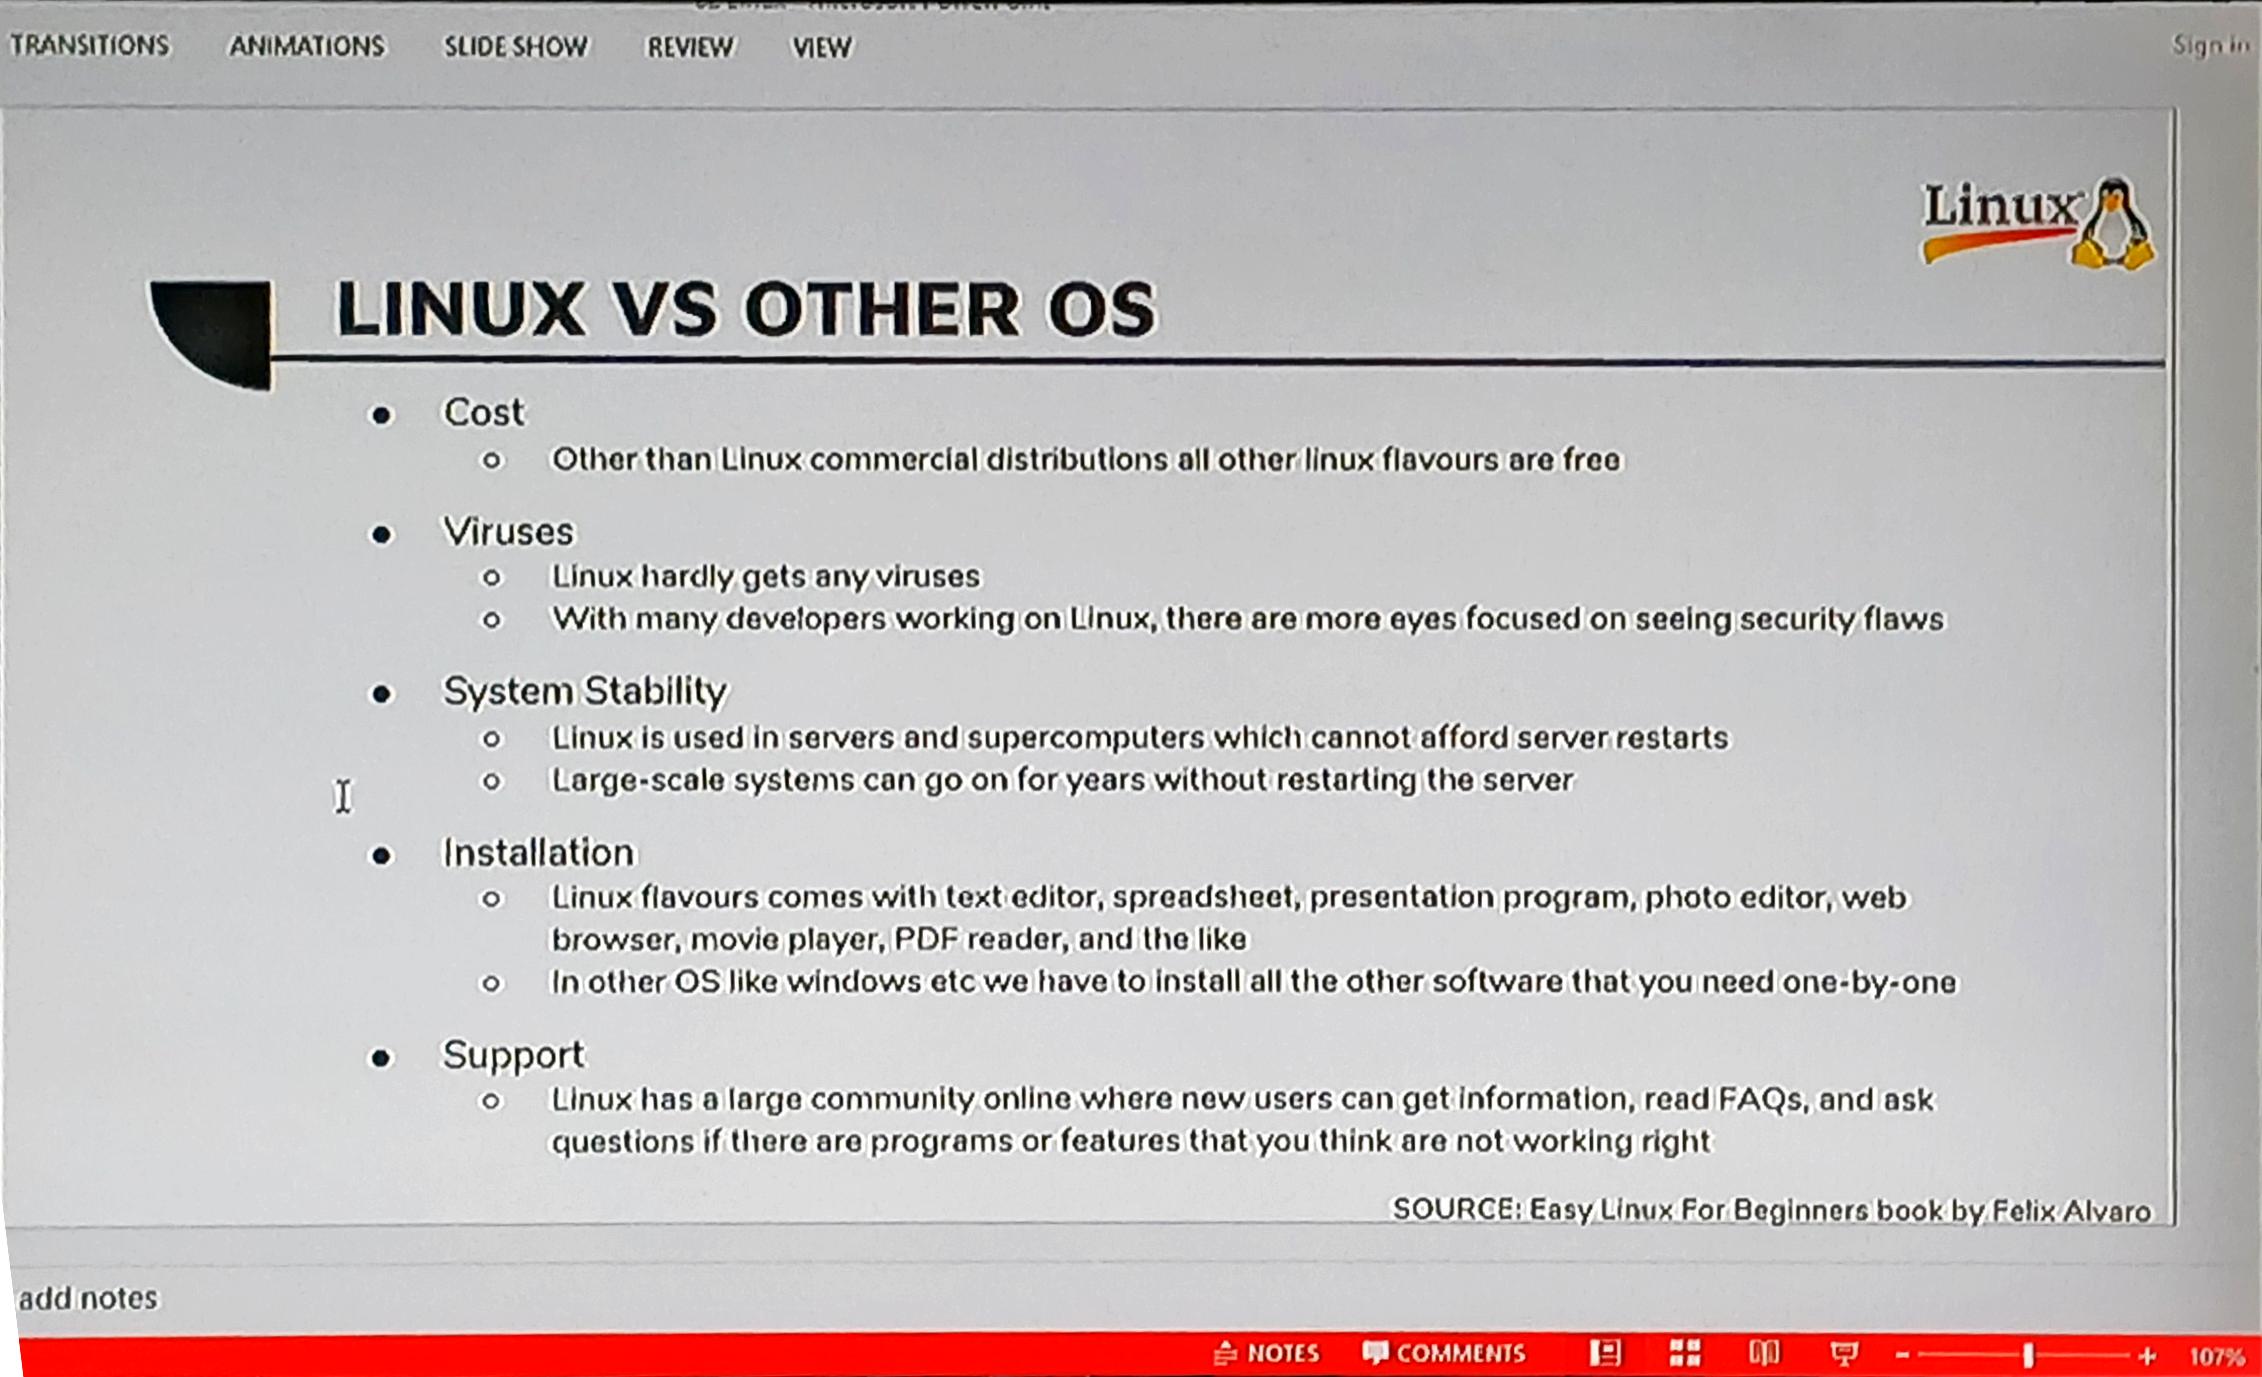 TRANSITIONS ANIMATIONS SLIDE SHOW REVIEW VIEW Sign in
Linux
LINUX VS OTHER OS
• Cost
o Other than Linux commercial distributions all other linux flavours are free
• Viruses
o Linux hardly gets any viruses
o With many developers working on Linux, there are more eyes focused on seeing security flaws
• System Stability
o Linux is used in servers and supercomputers which cannot afford server restarts
o Large-scale systems can go on for years without restarting the server
• Installation
o Linux flavours comes with text editor, spreadsheet, presentation program, photo editor, web
browser, movie player, PDF reader, and the like
o In other OS like windows etc we have to install all the other software that you need one-by-one
• Support
o Linux has a large community online where new users can get information, read FAQs, and ask
questions if there are programs or features that you think are not working right
SOURCE: Easy Linux For Beginners book by Felix Alvaro
add notes
NOTES COMMENTS 107%